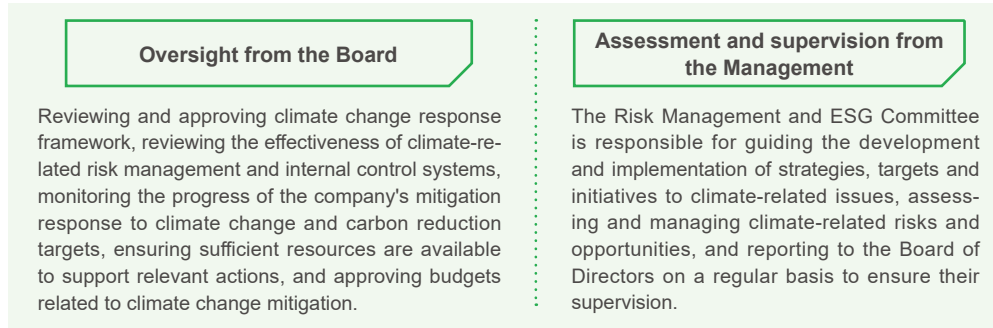 Oversight from the Board
Reviewing and approving climate change response
framework, reviewing the effectiveness of climate-re-
lated risk management and internal control systems,
monitoring the progress of the company's mitigation
response to climate change and carbon reduction
targets, ensuring sufficient resources are available
to support relevant actions, and approving budgets
related to climate change mitigation.
Assessment and supervision from
the Management
The Risk Management and ESG Committee
is responsible for guiding the development
and implementation of strategies, targets and
initiatives to climate-related issues, assess-
ing and managing climate-related risks and
opportunities, and reporting to the Board of
Directors on a regular basis to ensure their
supervision.